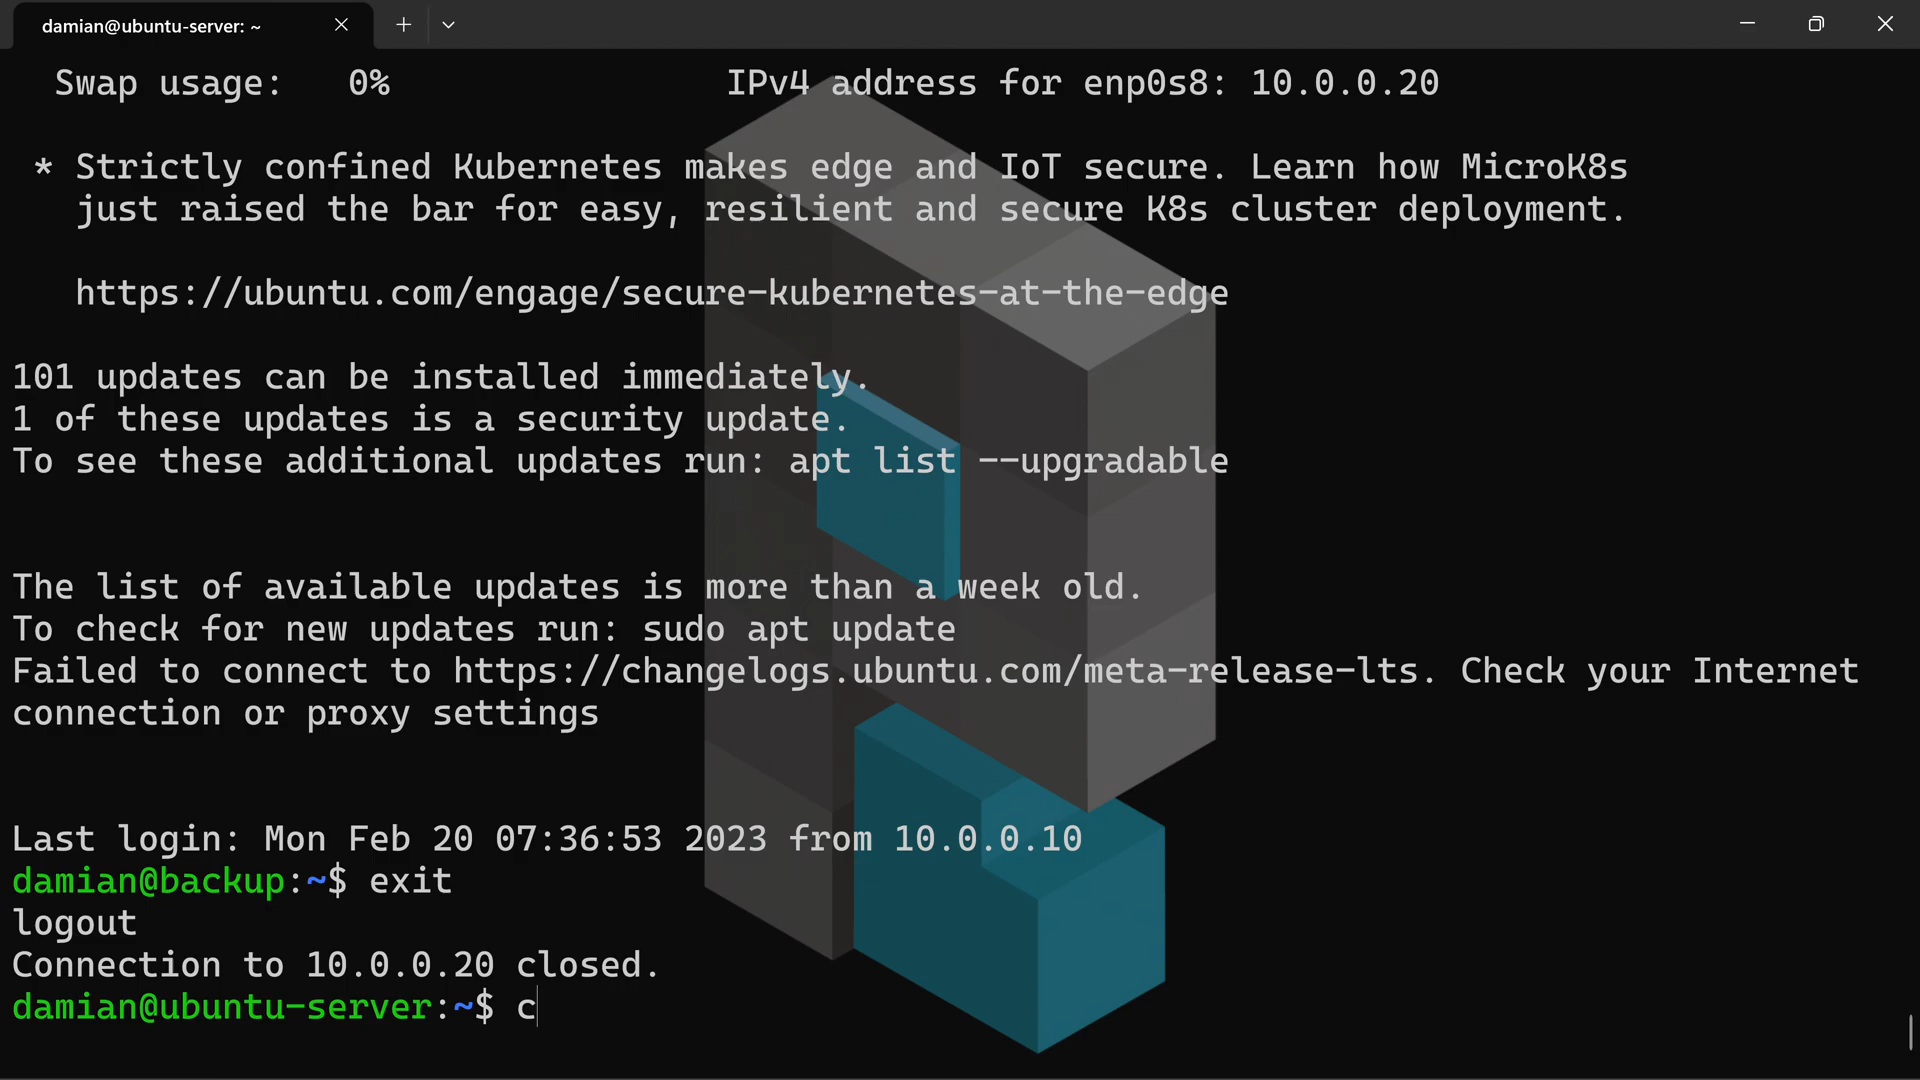 damian@ubuntu-server: ~
Swap usage: 0% IPv4 address for enp0s8: 10.0.0.20
* Strictly confined Kubernetes makes edge and IoT secure. Learn how MicroK8s
just raised the bar for easy, resilient and secure K8s cluster deployment.
https://ubuntu.com/engage/secure-kubernetes-at-the-edge
101 updates can be installed immediately.
1 of these updates is a security update.
To see these additional updates run: apt list --upgradable
The list of available updates is more than a week old.
To check for new updates run: sudo apt update
Failed to connect to https://changelogs.ubuntu.com/meta-release-lts. Check your Internet
connection or proxy settings
Last login: Mon Feb 20 07:36:53 2023 from 10.0.0.10
damian@backup:~$ exit
logout
Connection to 10.0.0.20 closed.
damian@ubuntu-server:~$ c